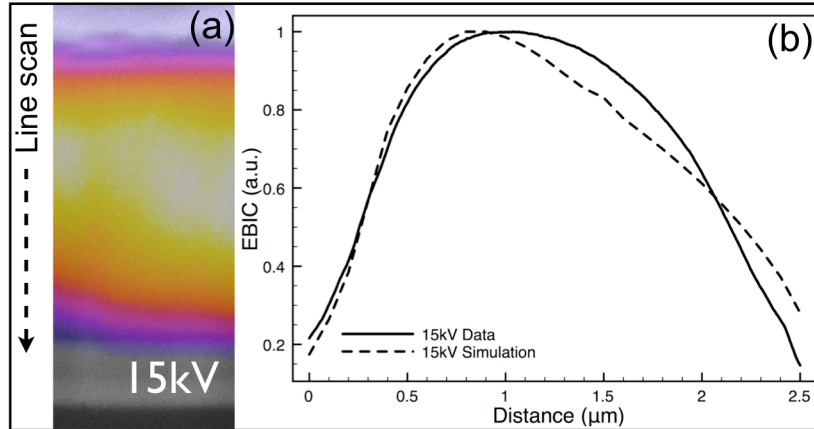 (a)
Line scan
15kV
(b)
EBIC (a.u.)
1
0.8
0.6
0.4
0.2
15kV Data
15kV Simulation
0
0.5
1
1.5
2
2.5
Distance (μm)